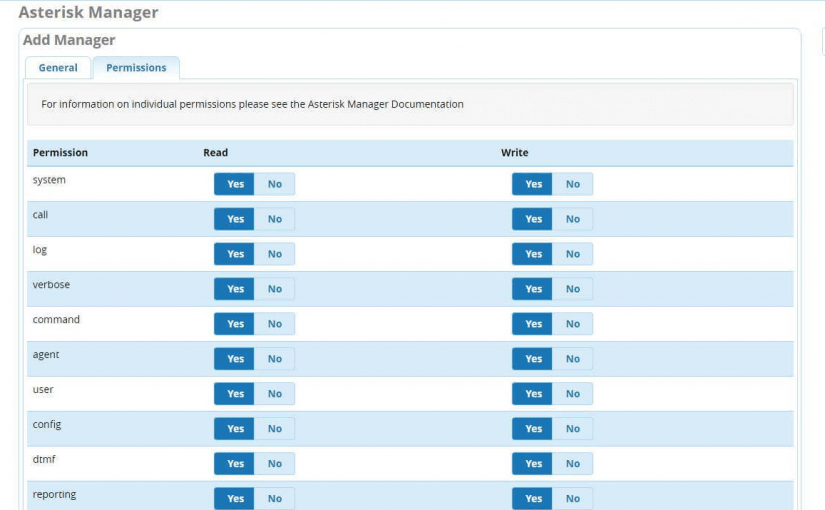 Asterisk Manager
Add Manager
General Permissions
For information on individual permissions please see the Asterisk Manager Documentation
Permission Read Write
system Yes No Yes No
call Yes No Yes No
log Yes No Yes No
verbose Yes No Yes No
command Yes No Yes No
agent Yes No Yes No
user Yes No Yes No
config Yes No Yes No
dtmf Yes No Yes No
reporting Yes No Yes No